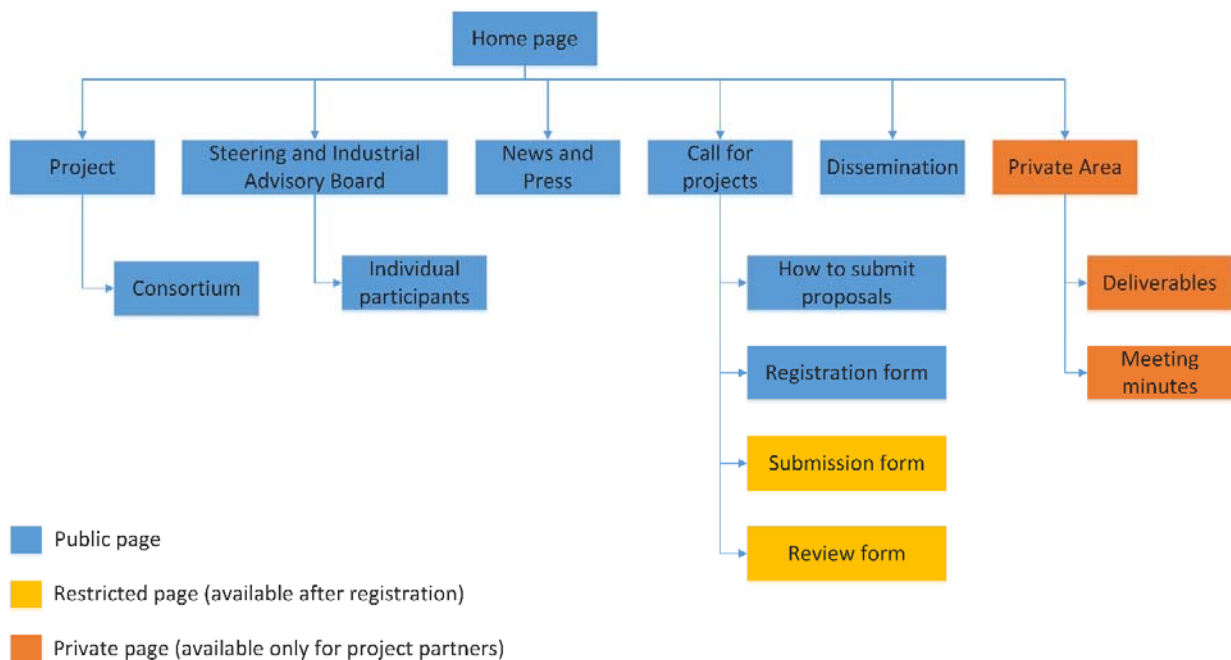 Home page
Project
Steering and Industrial
Advisory Board
News and
Press
Call for
projects
Dissemination
Private Area
Consortium
Individual
participants
How to submit
proposals
Deliverables
Registration form
Meeting
minutes
Submission form
Review form
Public page
Restricted page (available after registration)
Private page (available only for project partners)